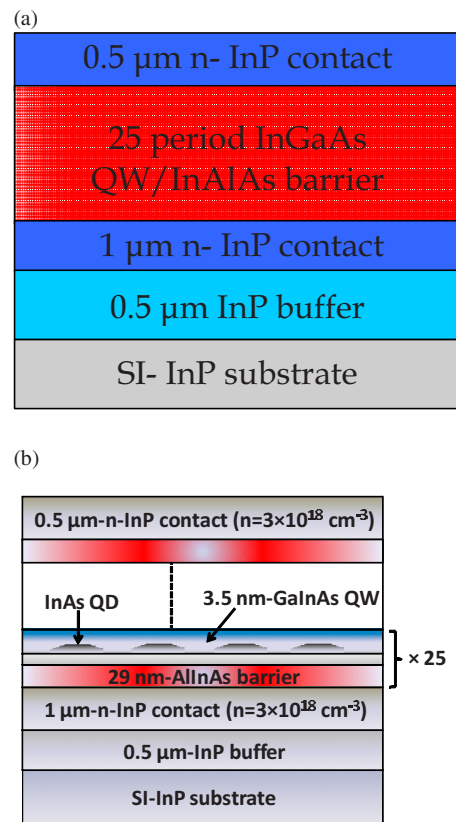 (a)
0.5 μm n- InP contact
25 period InGaAs
QW/InAlAs barrier
1 μm n- InP contact
0.5 μm InP buffer
SI- InP substrate
(b)
0.5 μm-n-InP contact (n=3×10¹⁸ cm⁻³)
InAs QD
3.5 nm-GaInAs QW
× 25
29 nm-AlInAs barrier
1 μm-n-InP contact (n=3×10¹⁸ cm⁻³)
0.5 μm-InP buffer
SI-InP substrate